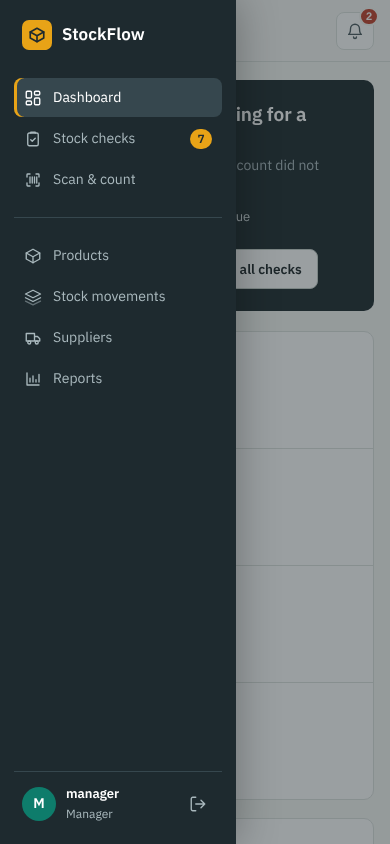 StockFlow
2
Dashboard
Stock checks
7
Scan & count
Products
Stock movements
Suppliers
Reports
ing for a
count did not
ue
all checks
M
manager
Manager